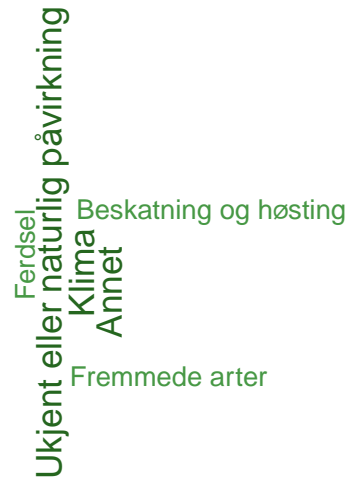 Ferdsel
Ukjent eller naturlig påvirkning
Klima
Annet
Beskatning og høsting
Fremmede arter